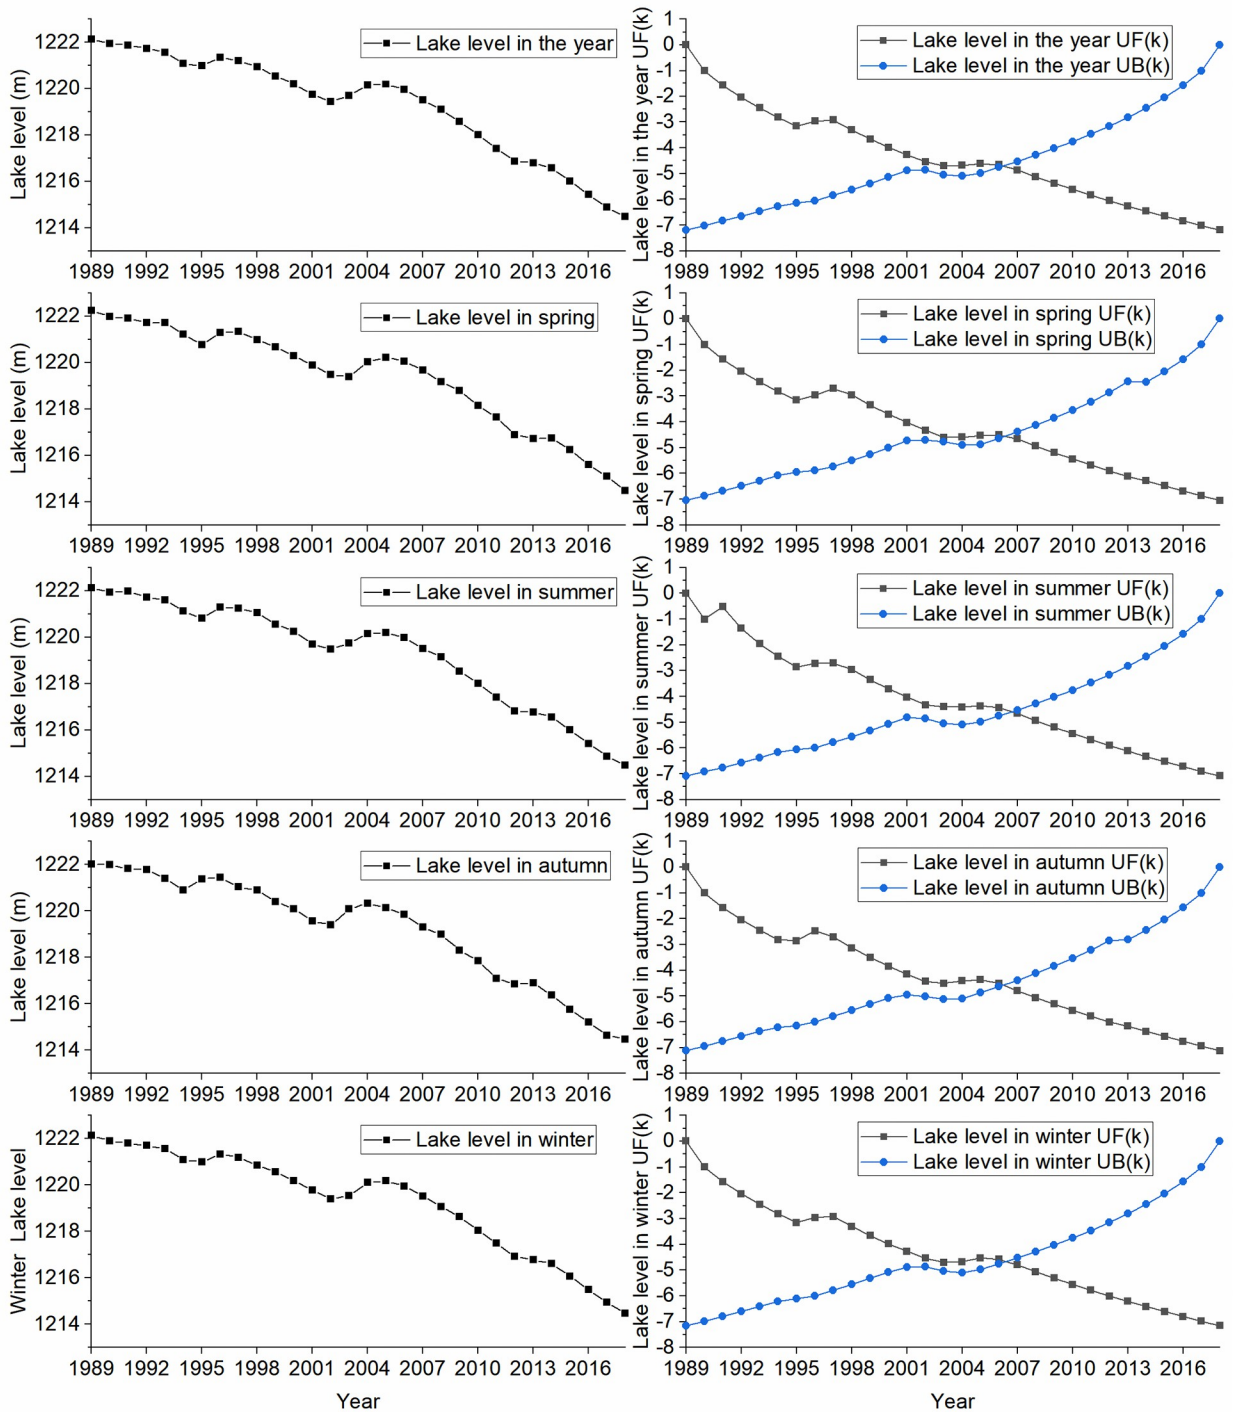 Lake level (m)
1222
1220
1218
1216
1214
Lake level in the year
1989 1992 1995 1998 2001 2004 2007 2010 2013 2016
Lake level in the year UF(k)
1
0
-1
-2
-3
-4
-5
-6
-7
-8
Lake level in the year UF(k)
Lake level in the year UB(k)
1989 1992 1995 1998 2001 2004 2007 2010 2013 2016
Lake level (m)
1222
1220
1218
1216
1214
Lake level in spring
1989 1992 1995 1998 2001 2004 2007 2010 2013 2016
Lake level in spring UF(k)
1
0
-1
-2
-3
-4
-5
-6
-7
-8
Lake level in spring UF(k)
Lake level in spring UB(k)
1989 1992 1995 1998 2001 2004 2007 2010 2013 2016
Lake level (m)
1222
1220
1218
1216
1214
Lake level in summer
1989 1992 1995 1998 2001 2004 2007 2010 2013 2016
Lake level in summer UF(k)
1
0
-1
-2
-3
-4
-5
-6
-7
-8
Lake level in summer UF(k)
Lake level in summer UB(k)
1989 1992 1995 1998 2001 2004 2007 2010 2013 2016
Lake level (m)
1222
1220
1218
1216
1214
Lake level in autumn
1989 1992 1995 1998 2001 2004 2007 2010 2013 2016
Lake level in autumn UF(k)
1
0
-1
-2
-3
-4
-5
-6
-7
-8
Lake level in autumn UF(k)
Lake level in autumn UB(k)
1989 1992 1995 1998 2001 2004 2007 2010 2013 2016
Winter Lake level
1222
1220
1218
1216
1214
Lake level in winter
1989 1992 1995 1998 2001 2004 2007 2010 2013 2016
Year
Lake level in winter UF(k)
1
0
-1
-2
-3
-4
-5
-6
-7
-8
Lake level in winter UF(k)
Lake level in winter UB(k)
1989 1992 1995 1998 2001 2004 2007 2010 2013 2016
Year